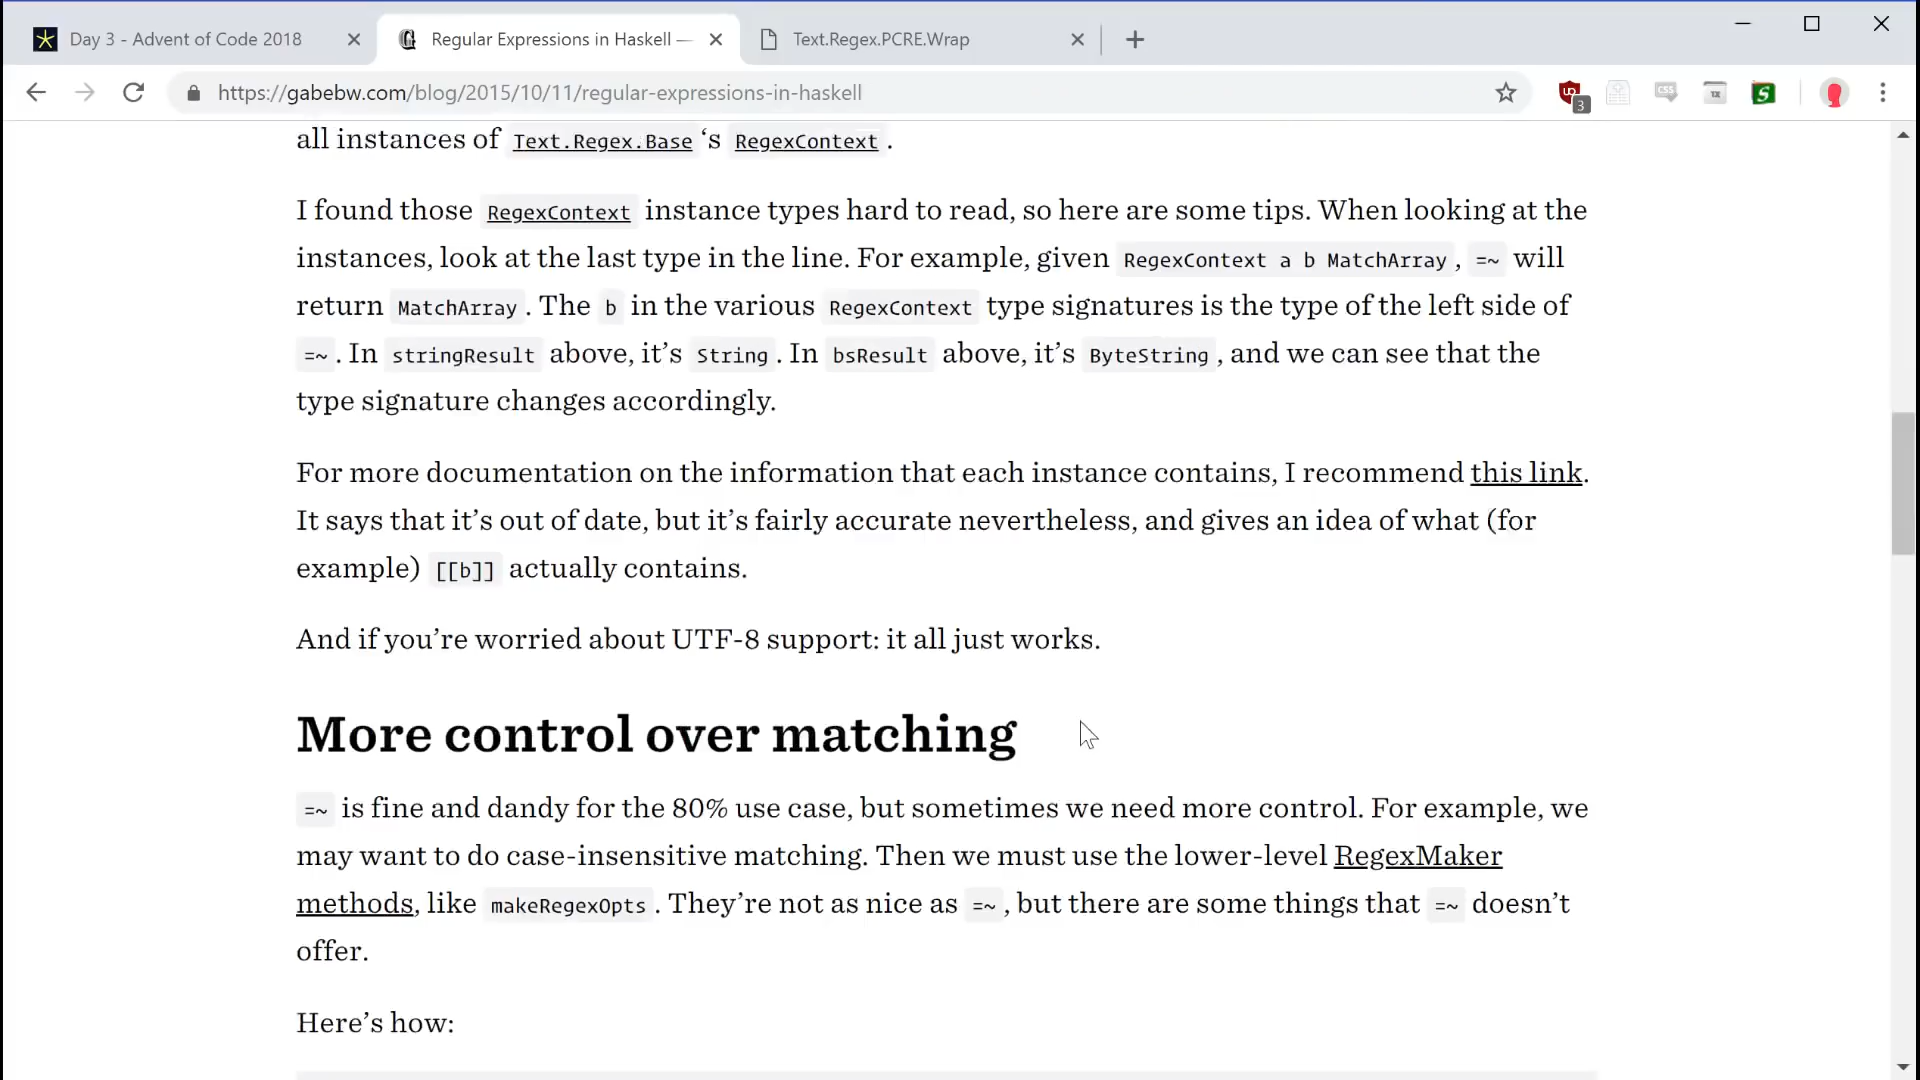 Day 3 - Advent of Code 2018
Regular Expressions in Haskell —
Text.Regex.PCRE.Wrap
https://gabebw.com/blog/2015/10/11/regular-expressions-in-haskell
3
all instances of Text.Regex.Base ‘s RegexContext .
I found those RegexContext instance types hard to read, so here are some tips. When looking at the
instances, look at the last type in the line. For example, given RegexContext a b MatchArray , =~ will
return MatchArray . The b in the various RegexContext type signatures is the type of the left side of
=~ . In stringResult above, it’s String . In bsResult above, it’s ByteString , and we can see that the
type signature changes accordingly.
For more documentation on the information that each instance contains, I recommend this link.
It says that it’s out of date, but it’s fairly accurate nevertheless, and gives an idea of what (for
example) [[b]] actually contains.
And if you’re worried about UTF-8 support: it all just works.
More control over matching
=~ is fine and dandy for the 80% use case, but sometimes we need more control. For example, we
may want to do case-insensitive matching. Then we must use the lower-level RegexMaker
methods, like makeRegexOpts . They’re not as nice as =~ , but there are some things that =~ doesn’t
offer.
Here’s how: